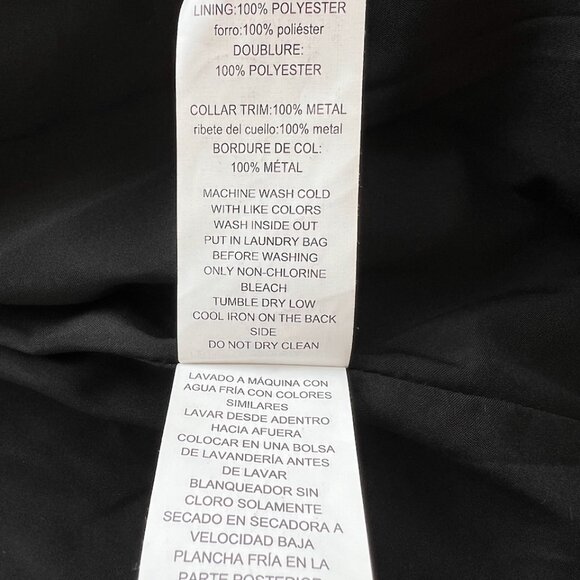 LINING:100% POLYESTER
forro:100% poliéster
DOUBLURE:
100% POLYESTER
COLLAR TRIM:100% METAL
ribete del cuello:100% metal
BORDURE DE COL:
100% MÉTAL
MACHINE WASH COLD
WITH LIKE COLORS
WASH INSIDE OUT
PUT IN LAUNDRY BAG
BEFORE WASHING
ONLY NON-CHLORINE
BLEACH
TUMBLE DRY LOW
COOL IRON ON THE BACK
SIDE
DO NOT DRY CLEAN
LAVADO A MÁQUINA CON
AGUA FRÍA CON COLORES
SIMILARES
LAVAR DESDE ADENTRO
HACIA AFUERA
COLOCAR EN UNA BOLSA
DE LAVANDERÍA ANTES
DE LAVAR
BLANQUEADOR SIN
CLORO SOLAMENTE
SECADO EN SECADORA A
VELOCIDAD BAJA
PLANCHA FRÍA EN LA
PARTE POSTERIOR